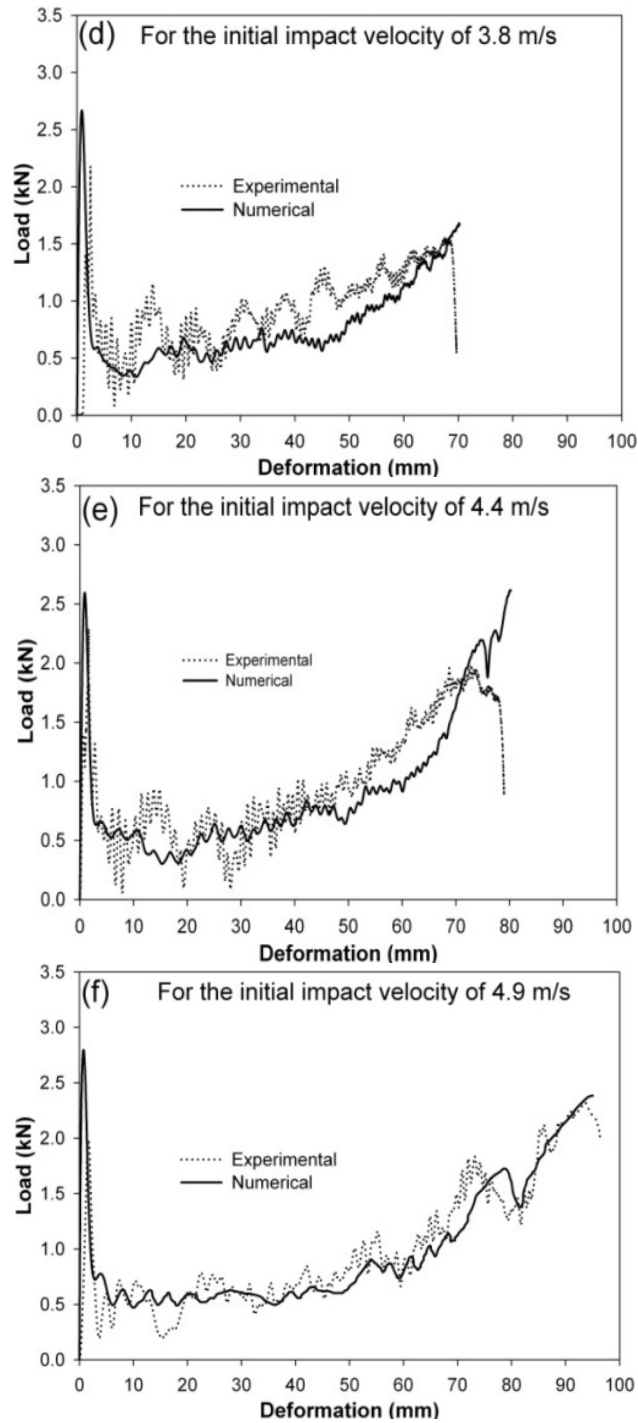 (d) For the initial impact velocity of 3.8 m/s
3.5
3.0
2.5
2.0
1.5
1.0
0.5
0.0
Load (kN)
Experimental
Numerical
0 10 20 30 40 50 60 70 80 90 100
Deformation (mm)
(e) For the initial impact velocity of 4.4 m/s
3.5
3.0
2.5
2.0
1.5
1.0
0.5
0.0
Load (kN)
Experimental
Numerical
0 10 20 30 40 50 60 70 80 90 100
Deformation (mm)
(f) For the initial impact velocity of 4.9 m/s
3.5
3.0
2.5
2.0
1.5
1.0
0.5
0.0
Load (kN)
Experimental
Numerical
0 10 20 30 40 50 60 70 80 90 100
Deformation (mm)